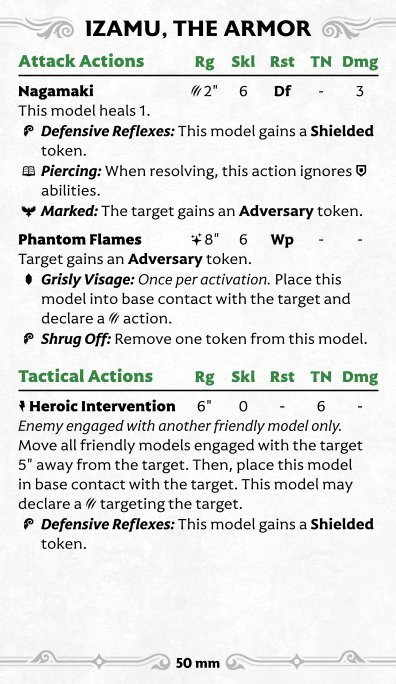 IZAMU, THE ARMOR
Attack Actions Rg Skl Rst TN Dmg
Nagamaki 2" 6 Df - 3
This model heals 1.
Defensive Reflexes: This model gains a Shielded
token.
Piercing: When resolving, this action ignores
abilities.
Marked: The target gains an Adversary token.
Phantom Flames 8" 6 Wp - -
Target gains an Adversary token.
Grisly Visage: Once per activation. Place this
model into base contact with the target and
declare a action.
Shrug Off: Remove one token from this model.
Tactical Actions Rg Skl Rst TN Dmg
Heroic Intervention 6" 0 - 6 -
Enemy engaged with another friendly model only.
Move all friendly models engaged with the target
5" away from the target. Then, place this model
in base contact with the target. This model may
declare a targeting the target.
Defensive Reflexes: This model gains a Shielded
token.
50 mm